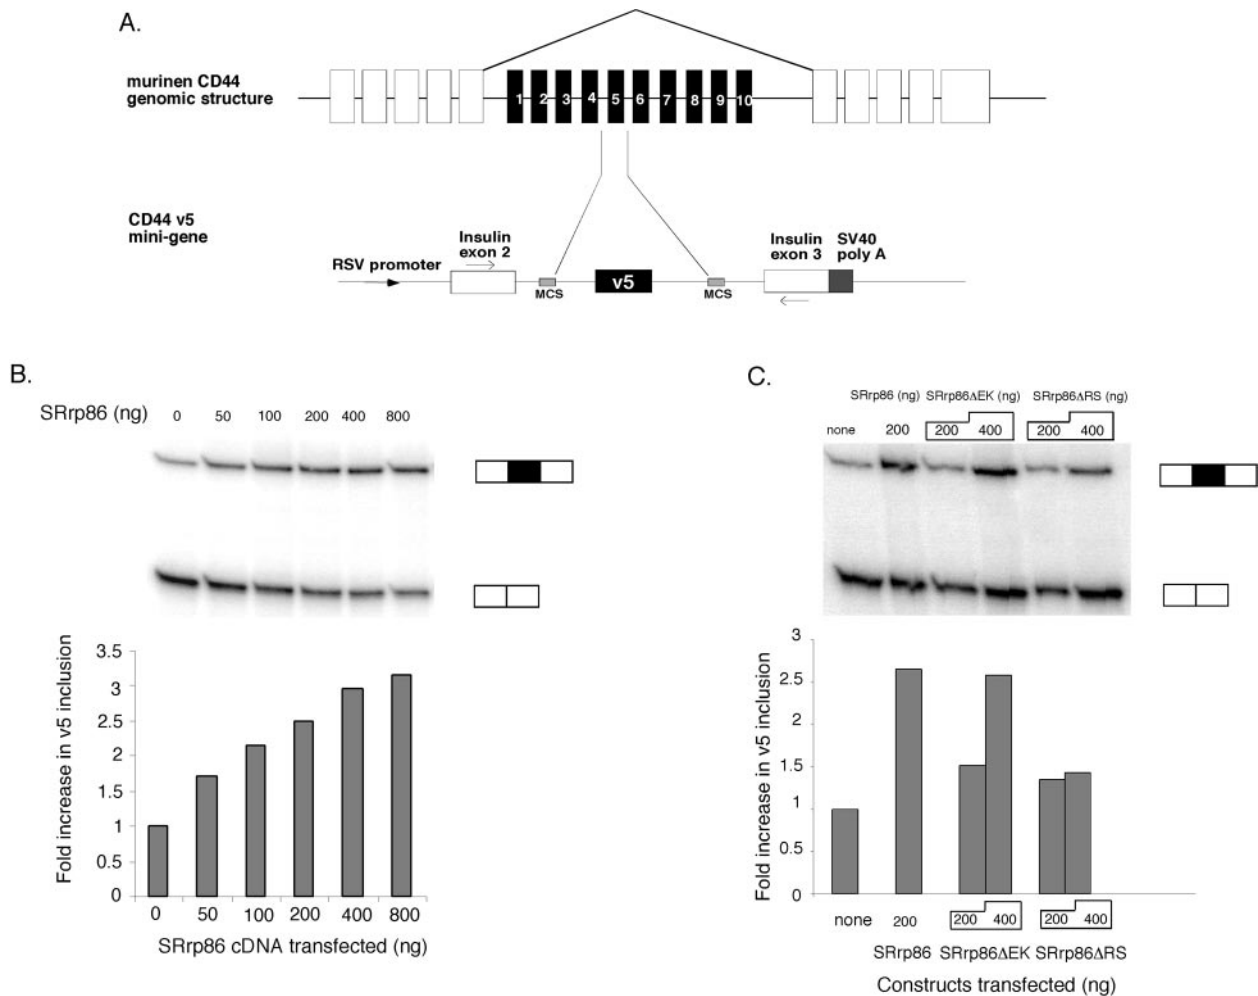 A.
murinen CD44
genomic structure
1 2 3 4 5 6 7 8 9 10
CD44 v5
mini-gene
RSV promoter
Insulin
exon 2
MCS
v5
MCS
Insulin
exon 3
SV40
poly A
B.
SRrp86 (ng)
0 50 100 200 400 800
Fold increase in v5 inclusion
3.5
3
2.5
2
1.5
1
0.5
0
0 50 100 200 400 800
SRrp86 cDNA transfected (ng)
C.
SRrp86 (ng) SRrp86ΔEK (ng) SRrp86ΔRS (ng)
none 200 200 400 200 400
Fold increase in v5 inclusion
3
2.5
2
1.5
1
0.5
0
none 200 200 400 200 400
SRrp86 SRrp86ΔEK SRrp86ΔRS
Constructs transfected (ng)